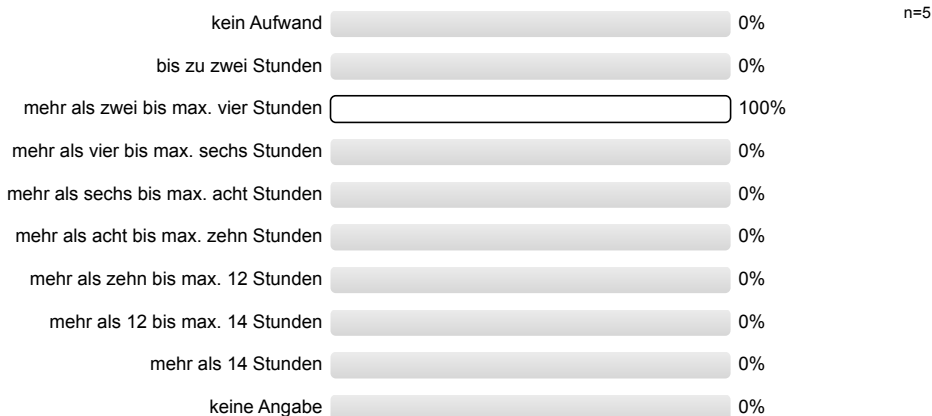 n=5
kein Aufwand 0%
bis zu zwei Stunden 0%
mehr als zwei bis max. vier Stunden 100%
mehr als vier bis max. sechs Stunden 0%
mehr als sechs bis max. acht Stunden 0%
mehr als acht bis max. zehn Stunden 0%
mehr als zehn bis max. 12 Stunden 0%
mehr als 12 bis max. 14 Stunden 0%
mehr als 14 Stunden 0%
keine Angabe 0%